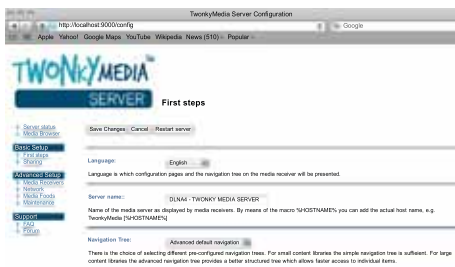 TwonkyMedia Server Configuration
http://localhost:9000/config
Google
Apple Yahoo! Google Maps YouTube Wikipedia News (510) Popular
TWONKYMEDIA™
SERVER
First steps
Server status
Media Browser
Save Changes Cancel Restart server
Basic Setup
First steps
Sharing
Language:
English
Language is which configuration pages and the navigation tree on the media receiver will be presented.
Advanced Setup
Media Receivers
Network
Media Feeds
Maintenance
Server name::
DLNA4 - TWONKY MEDIA SERVER
Name of the media server as displayed by media receivers. By means of the macro %HOSTNAME% you can add the actual host name, e.g.
TwonkyMedia [%HOSTNAME%]
Support
FAQ
Forum
Navigation Tree:
Advanced default navigation
There is the choice of selecting different pre-configured navigation trees. For small content libraries the simple navigation tree is suffieient. For large
content libraries the advanced navigation tree provides a better structured tree which allows faster access to individual items.